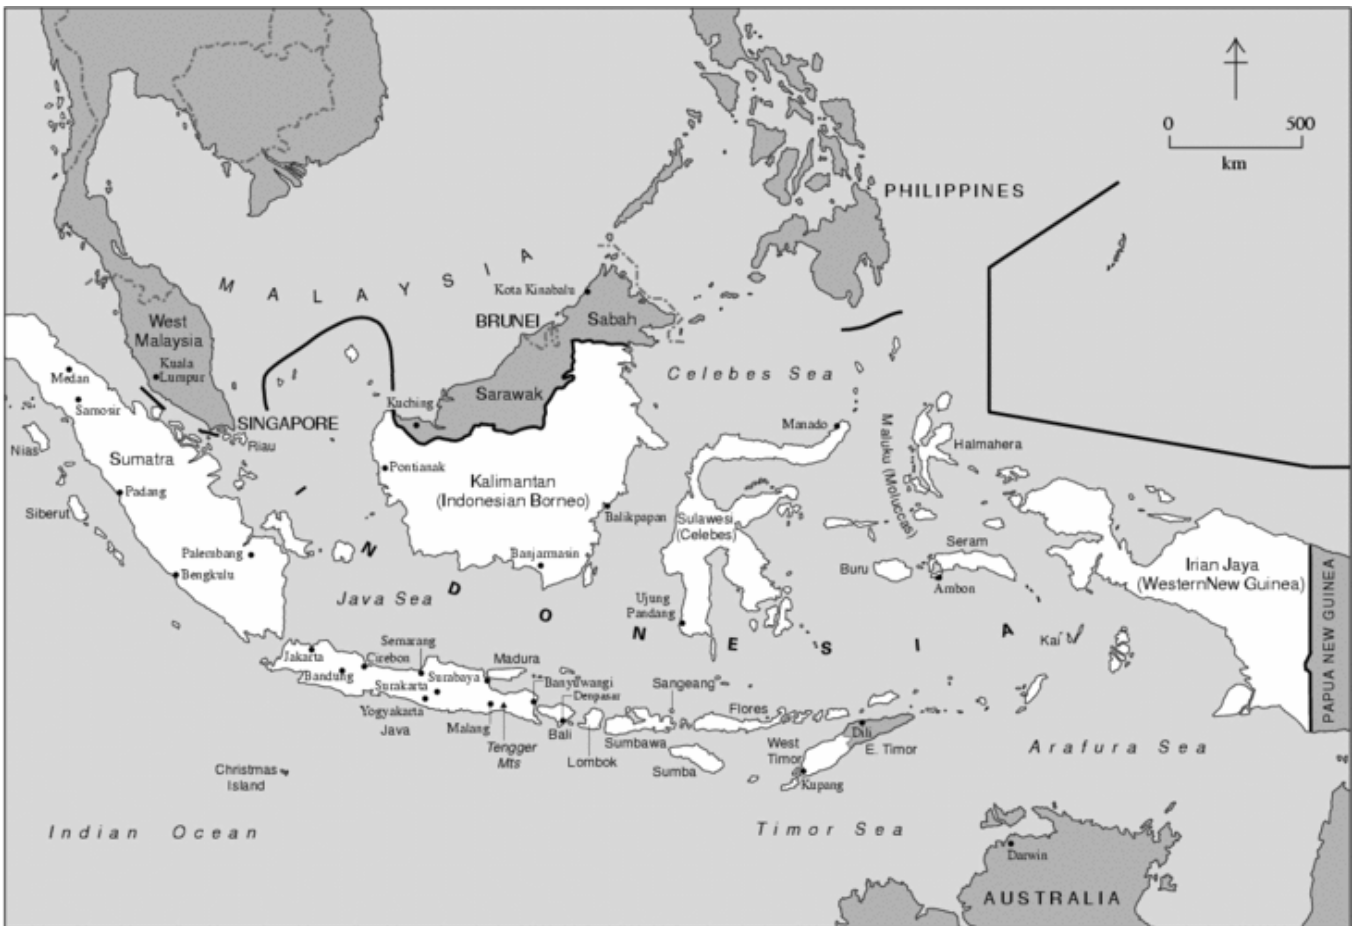 0 500
km
PHILIPPINES
MALAYSIA
Kota Kinabalu
BRUNEI
Sabah
West
Malaysia
Kuala
Lumpur
Celebes Sea
Medan
Samosir
Sarawak
Kuching
SINGAPORE
Riau
Nias
Sumatra
Manado
Maluku (Moluccas)
Halmahera
Pontianak
Kalimantan
(Indonesian Borneo)
Padang
Siberut
Balikpapan
Sulawesi
(Celebes)
Palembang
Bengkulu
Banjarmasin
Seram
Buru
Ambon
Irian Jaya
(WesternNew Guinea)
PAPUA NEW GUINEA
INDONESIA
Java Sea
Ujung
Pandang
Kai
Semarang
Cirebon
Jakarta
Bandung
Surakarta
Surabaya
Madura
Banyuwangi
Denpasar
Sangeang
Flores
Yogyakarta
Java
Malang
Tengger
Mts
Bali
Lombok
Sumbawa
Sumba
West
Timor
Dili
E. Timor
Kupang
Arafura Sea
Christmas
Island
Indian Ocean
Timor Sea
Darwin
AUSTRALIA